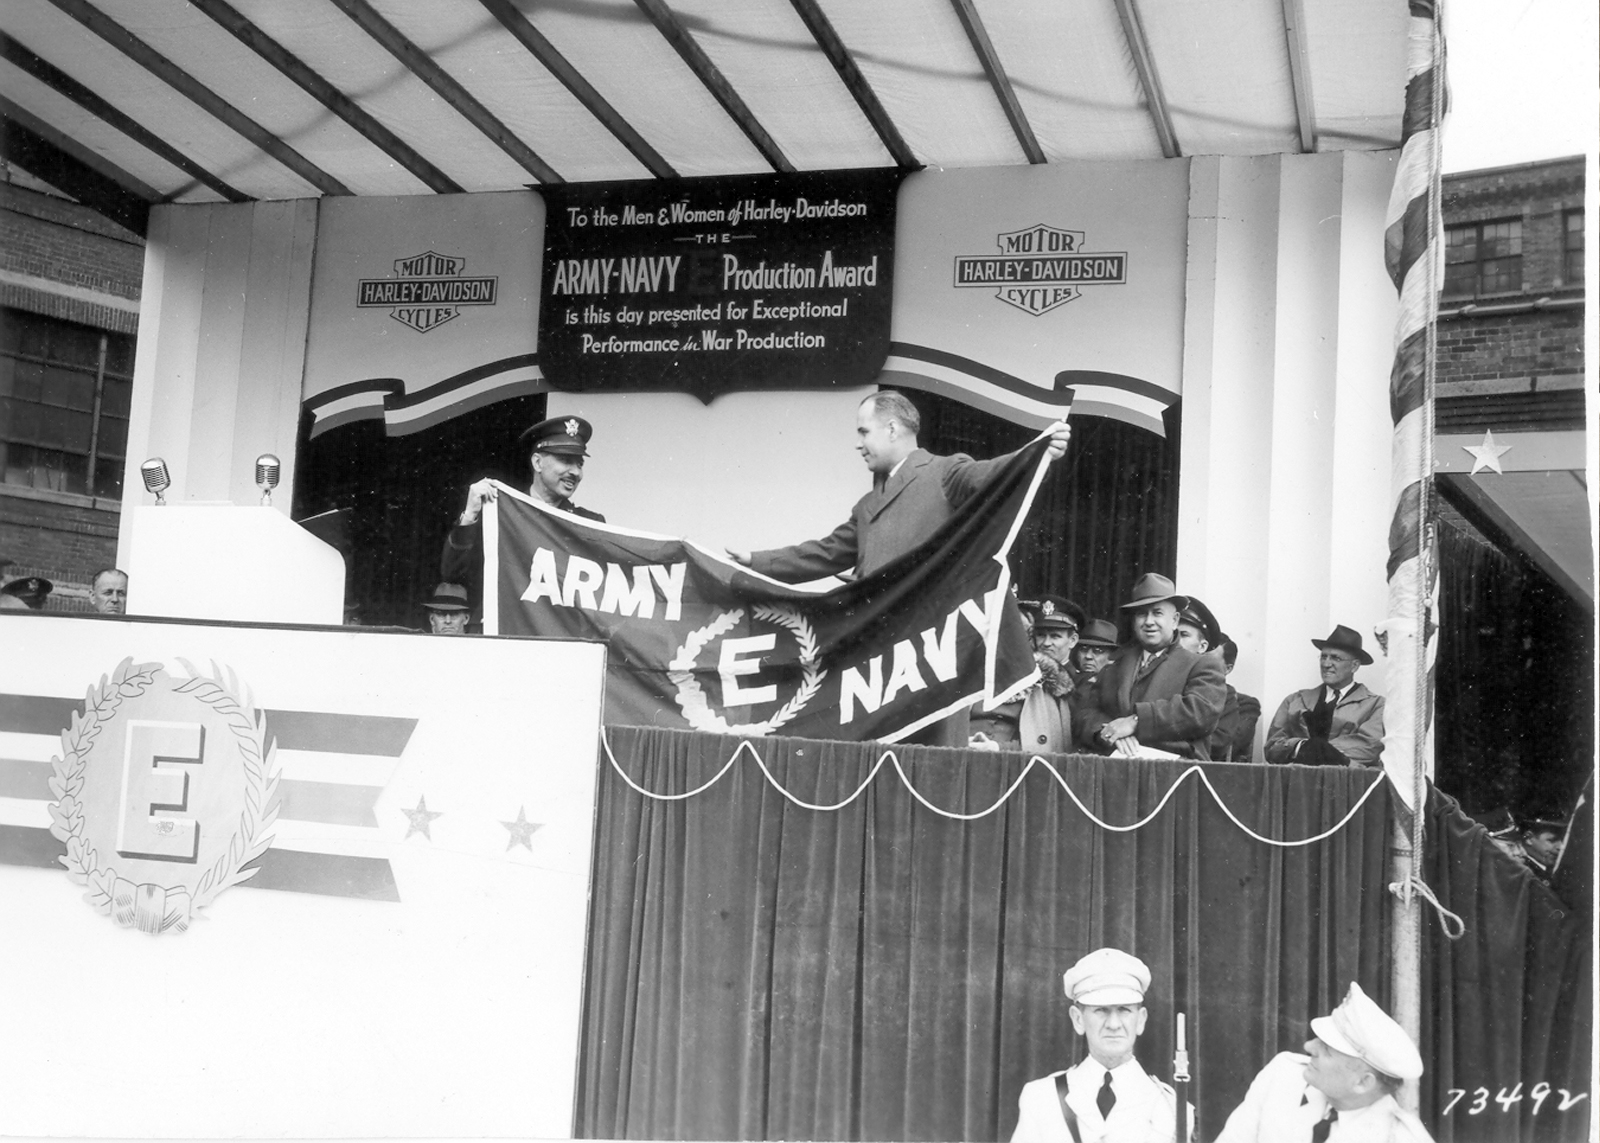 To the Men & Women of Harley-Davidson
THE
ARMY-NAVY E Production Award
is this day presented for Exceptional
Performance in War Production
MOTOR
HARLEY-DAVIDSON
CYCLES
MOTOR
HARLEY-DAVIDSON
CYCLES
ARMY
E
NAVY
E
73492